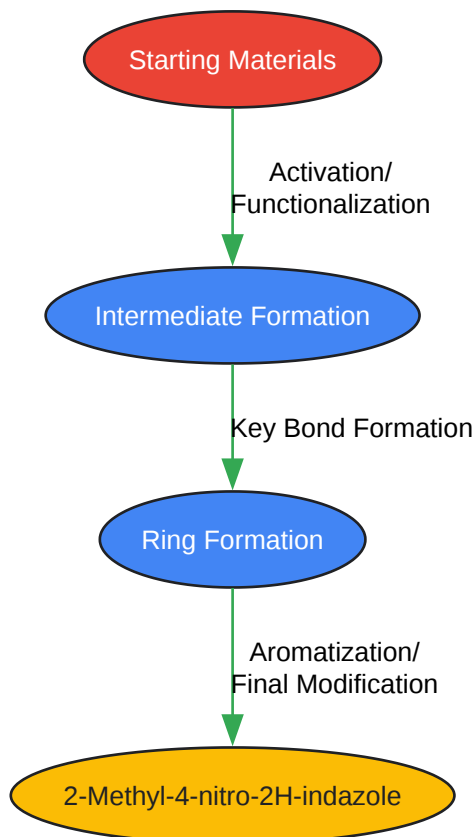 Starting Materials
Activation/
Functionalization
Intermediate Formation
Key Bond Formation
Ring Formation
Aromatization/
Final Modification
2-Methyl-4-nitro-2H-indazole